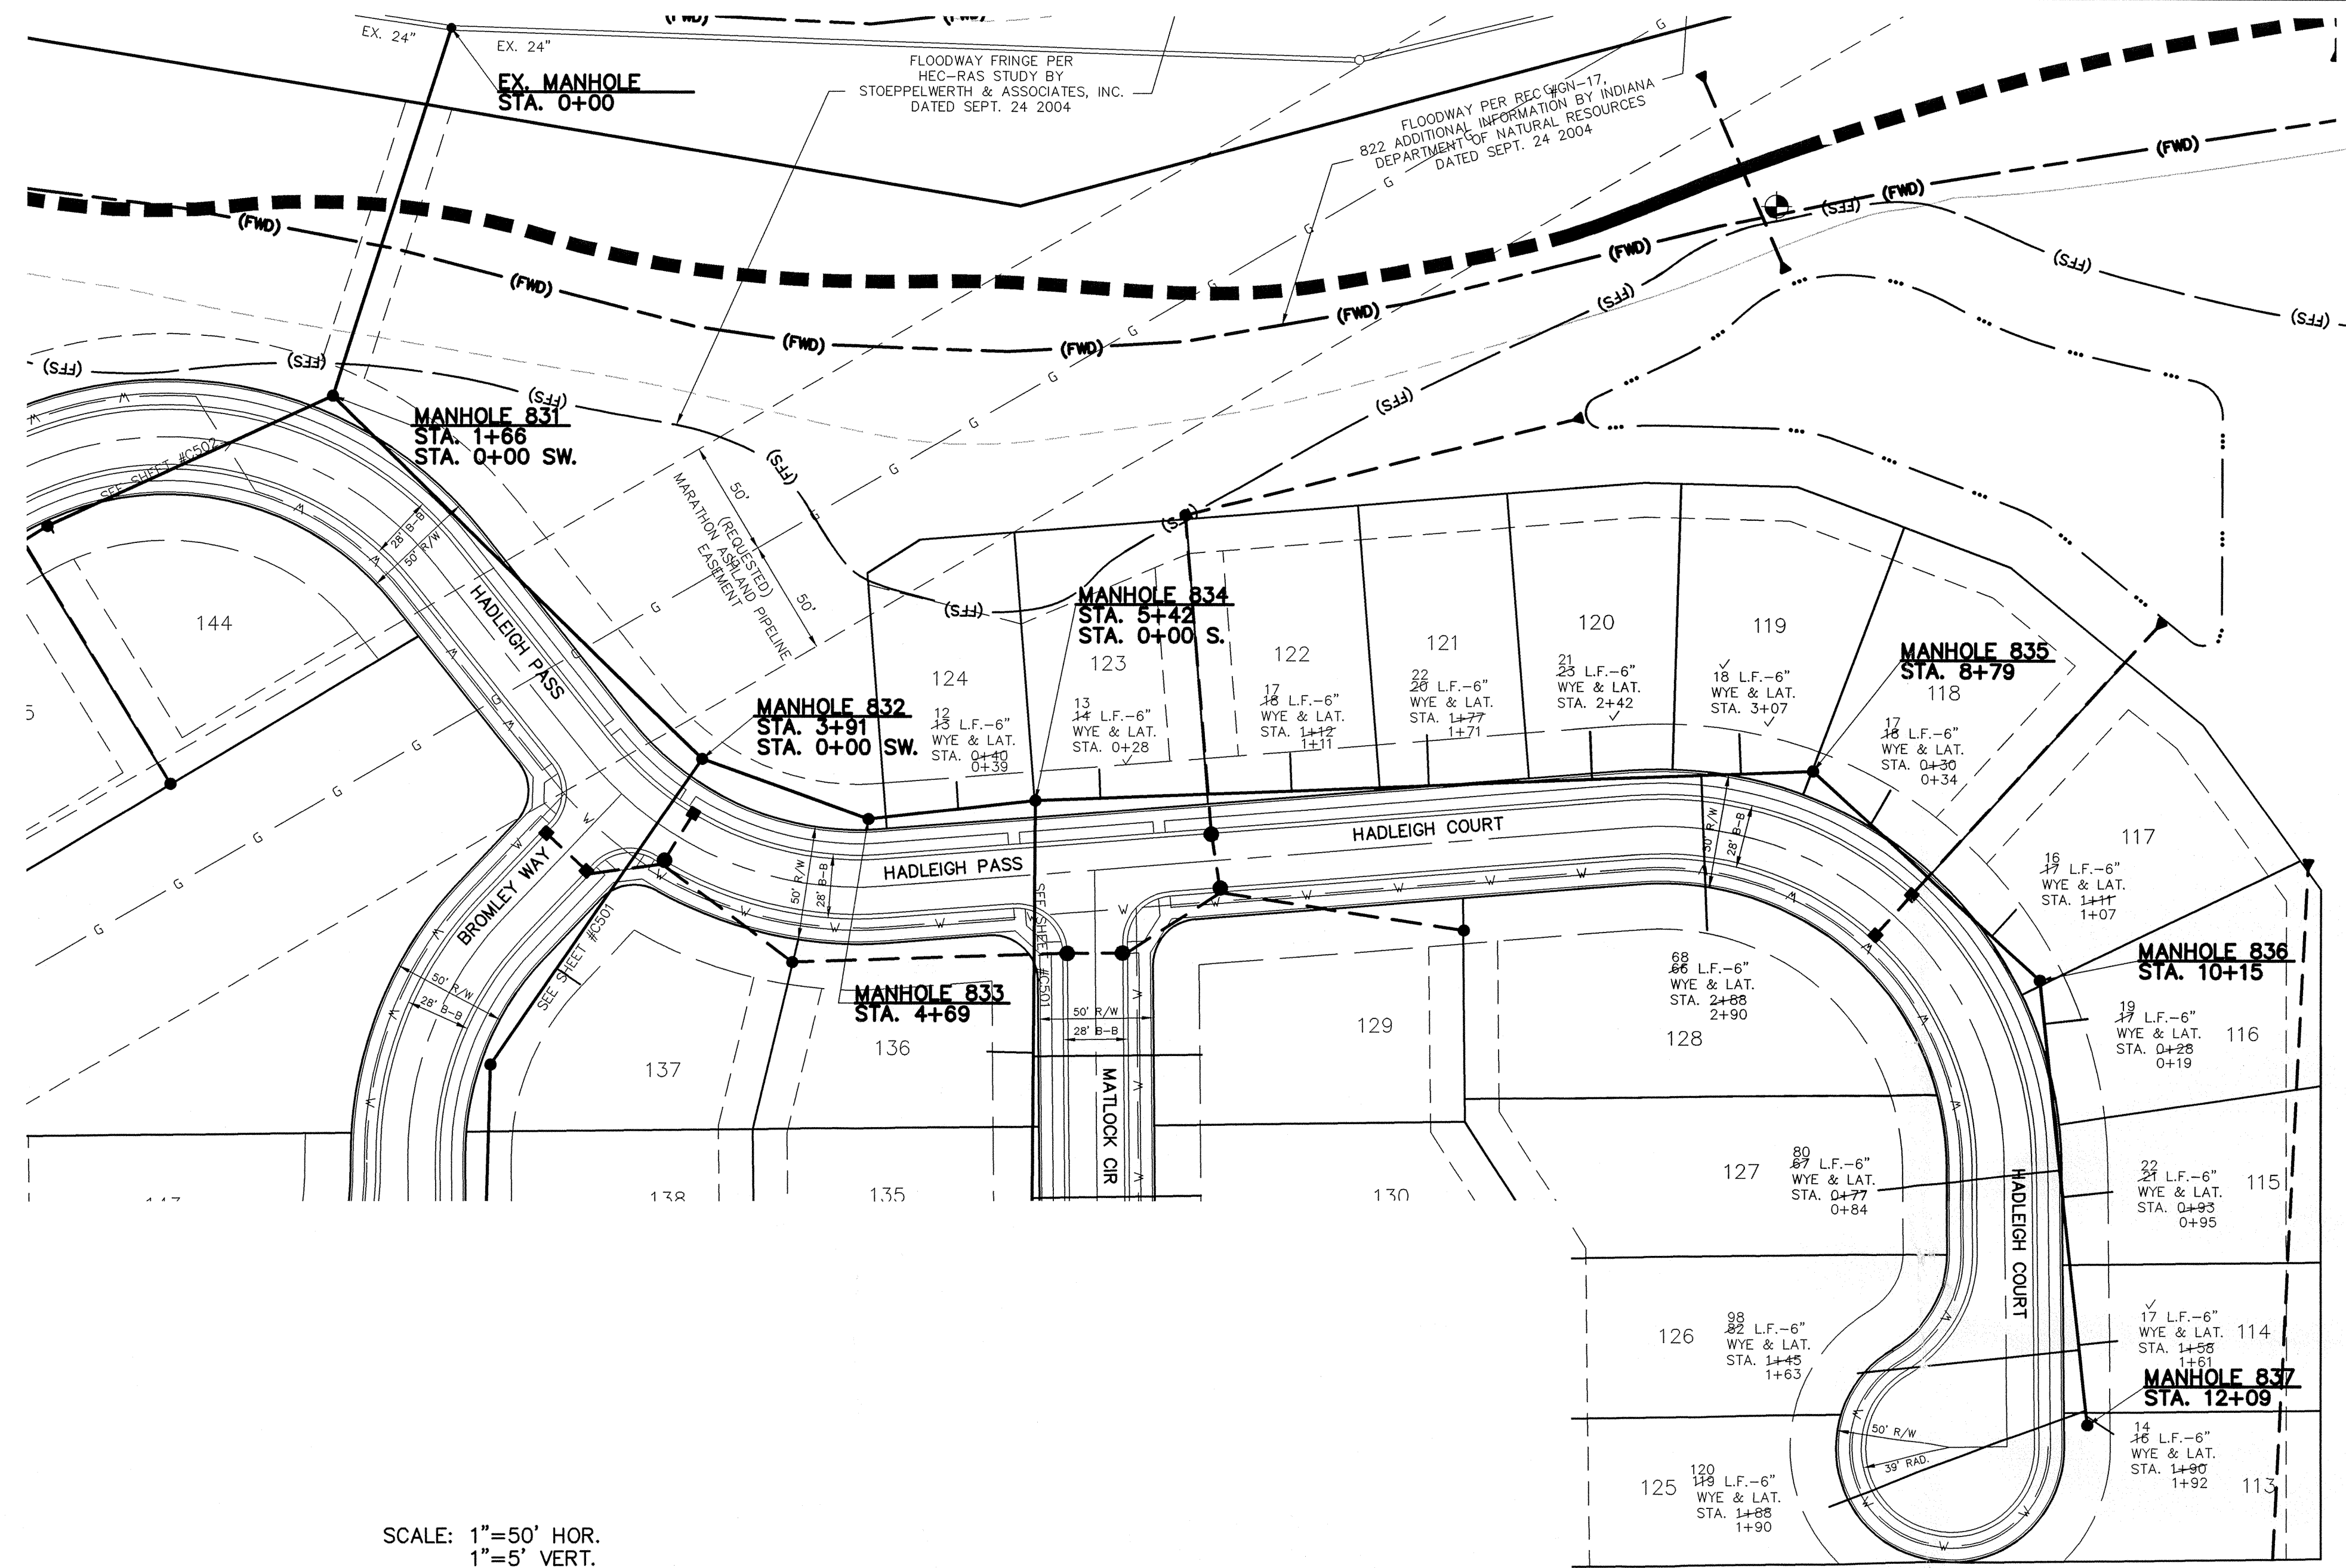 EX. 24"
EX. 24"
EX. MANHOLE
STA. 0+00
FLOODWAY FRINGE PER
HEC-RAS STUDY BY
STOEPPELWERTH & ASSOCIATES, INC.
DATED SEPT. 24 2004
FLOODWAY PER REC #GN-17,
822 ADDITIONAL INFORMATION BY INDIANA
DEPARTMENT OF NATURAL RESOURCES
DATED SEPT. 24 2004
(FWD)
(FWD)
(FWD)
(FWD)
(FWD)
(FWD)
(FWD)
(FWD)
(FFS)
(FFS)
(FFS)
(FFS)
(FFS)
(FFS)
(FFS)
(FFS)
(FFS)
(FFS)
MANHOLE 831
STA. 1+66
STA. 0+00 SW.
SEE SHEET #C502
28' B-B
50' R/W
HADLEIGH PASS
144
50'
(REQUESTED)
MARATHON ASHLAND PIPELINE
EASEMENT
50'
MANHOLE 832
STA. 3+91
STA. 0+00 SW.
124
12
13 L.F.-6"
WYE & LAT.
STA. 0+40
0+39
MANHOLE 834
STA. 5+42
STA. 0+00 S.
123
13
14 L.F.-6"
WYE & LAT.
STA. 0+28
122
17
18 L.F.-6"
WYE & LAT.
STA. 1+12
1+11
121
22
20 L.F.-6"
WYE & LAT.
STA. 1+77
1+71
120
21
23 L.F.-6"
WYE & LAT.
STA. 2+42
119
18 L.F.-6"
WYE & LAT.
STA. 3+07
MANHOLE 835
STA. 8+79
118
17
18 L.F.-6"
WYE & LAT.
STA. 0+30
0+34
117
16
17 L.F.-6"
WYE & LAT.
STA. 1+11
1+07
HADLEIGH PASS
HADLEIGH COURT
50' R/W
28' B-B
50' R/W
28' B-B
BROMLEY WAY
SEE SHEET #C501
50' R/W
28' B-B
SEE SHEET #C501
MANHOLE 833
STA. 4+69
137
136
50' R/W
28' B-B
MATLOCK CIR
129
68
66 L.F.-6"
WYE & LAT.
STA. 2+88
2+90
128
MANHOLE 836
STA. 10+15
19
17 L.F.-6"
WYE & LAT.
STA. 0+28
0+19
116
138
135
130
127
80
67 L.F.-6"
WYE & LAT.
STA. 0+77
0+84
HADLEIGH COURT
22
21 L.F.-6"
WYE & LAT.
STA. 0+93
0+95
115
126
98
82 L.F.-6"
WYE & LAT.
STA. 1+45
1+63
17 L.F.-6"
WYE & LAT.
STA. 1+58
1+61
114
MANHOLE 837
STA. 12+09
50' R/W
39' RAD.
14
16 L.F.-6"
WYE & LAT.
STA. 1+90
1+92
113
125
120
119 L.F.-6"
WYE & LAT.
STA. 1+88
1+90
SCALE: 1"=50' HOR.
1"=5' VERT.